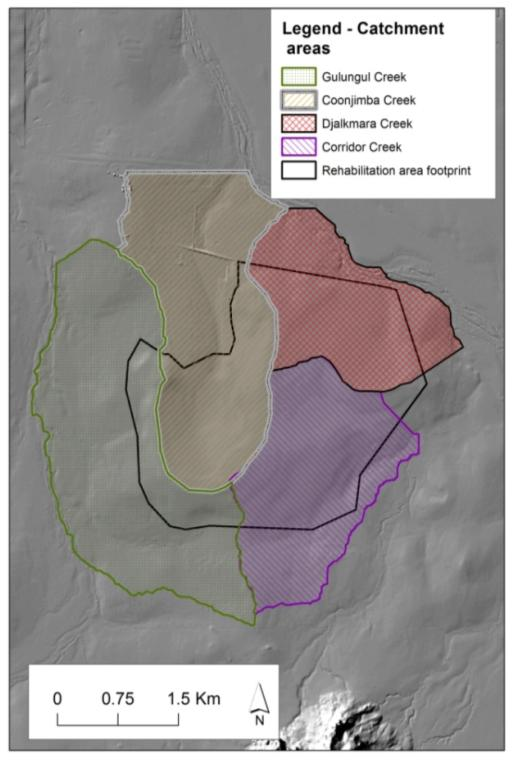 Legend - Catchment
areas
Gulungul Creek
Coonjimba Creek
Djalkmara Creek
Corridor Creek
Rehabilitation area footprint
0 0.75 1.5 Km
N